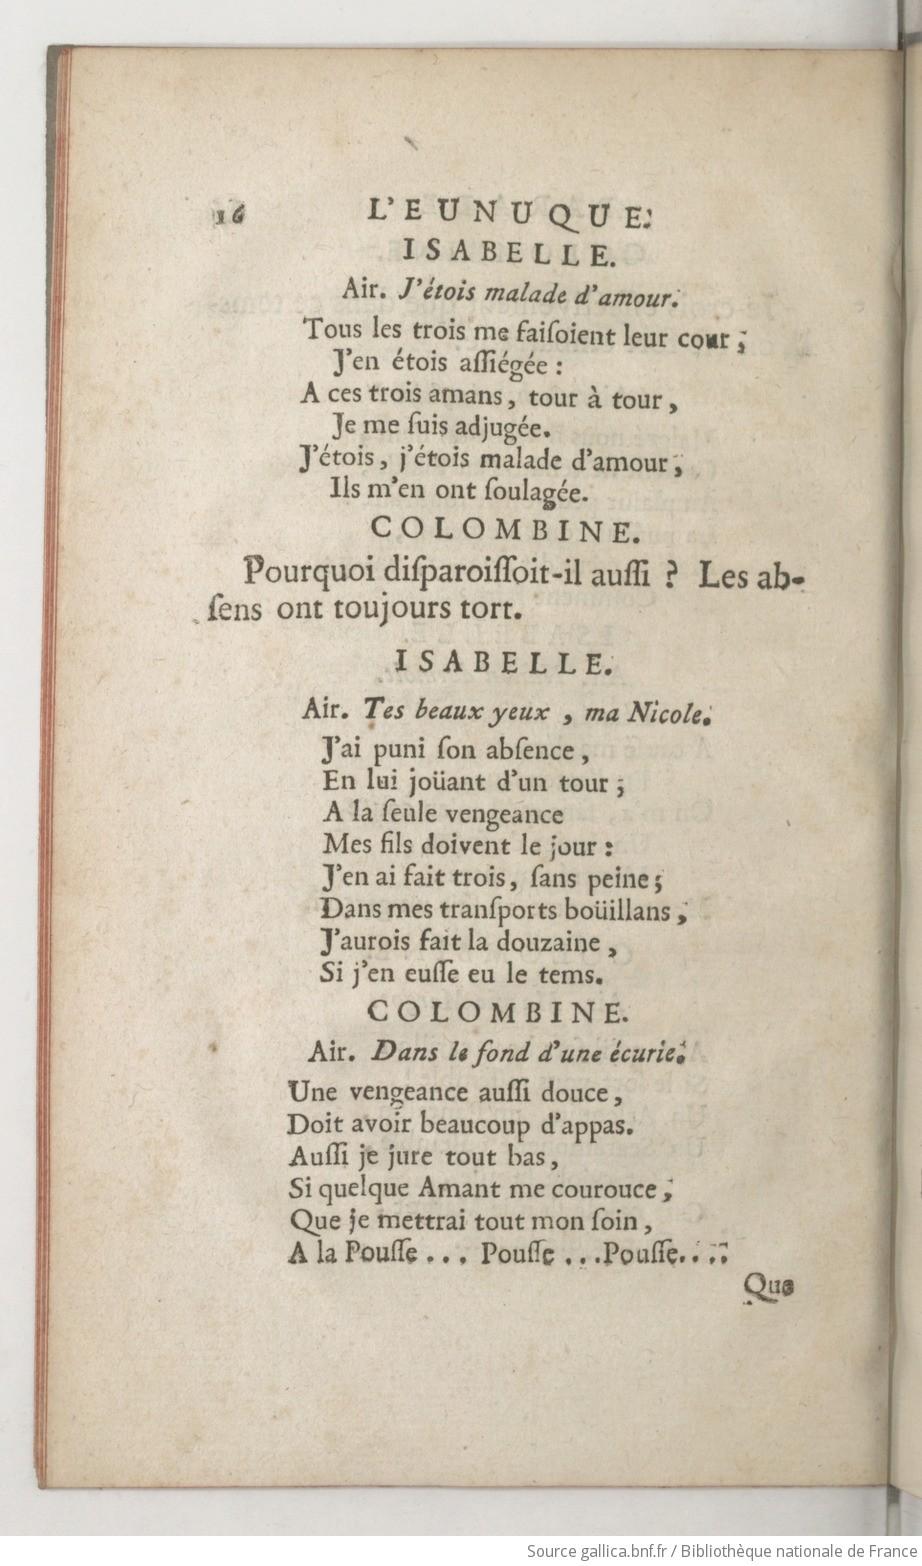 16 L'EUNUQUE.
ISABELLE.
Air. J'étois malade d'amour.
Tous les trois me faiſoient leur cour ;
J'en étois aſſiégée :
A ces trois amans, tour à tour,
Je me ſuis adjugée.
J'étois, j'étois malade d'amour ;
Ils m'en ont ſoulagée.
COLOMBINE.
Pourquoi diſparoiſſoit-il auſſi ? Les ab-
ſens ont toujours tort.
ISABELLE.
Air. Tes beaux yeux, ma Nicole.
J'ai puni ſon abſence,
En lui joüant d'un tour ;
A la ſeule vengeance
Mes fils doivent le jour :
J'en ai fait trois, ſans peine ;
Dans mes tranſports boüillans,
J'aurois fait la douzaine,
Si j'en euſſe eu le tems.
COLOMBINE.
Air. Dans le fond d'une écurie.
Une vengeance auſſi douce,
Doit avoir beaucoup d'appas.
Auſſi je jure tout bas,
Si quelque Amant me courouce,
Que je mettrai tout mon ſoin,
A la Pouſſe... Pouſſe...Pouſſe....
Que
Source gallica.bnf.fr / Bibliothèque nationale de France